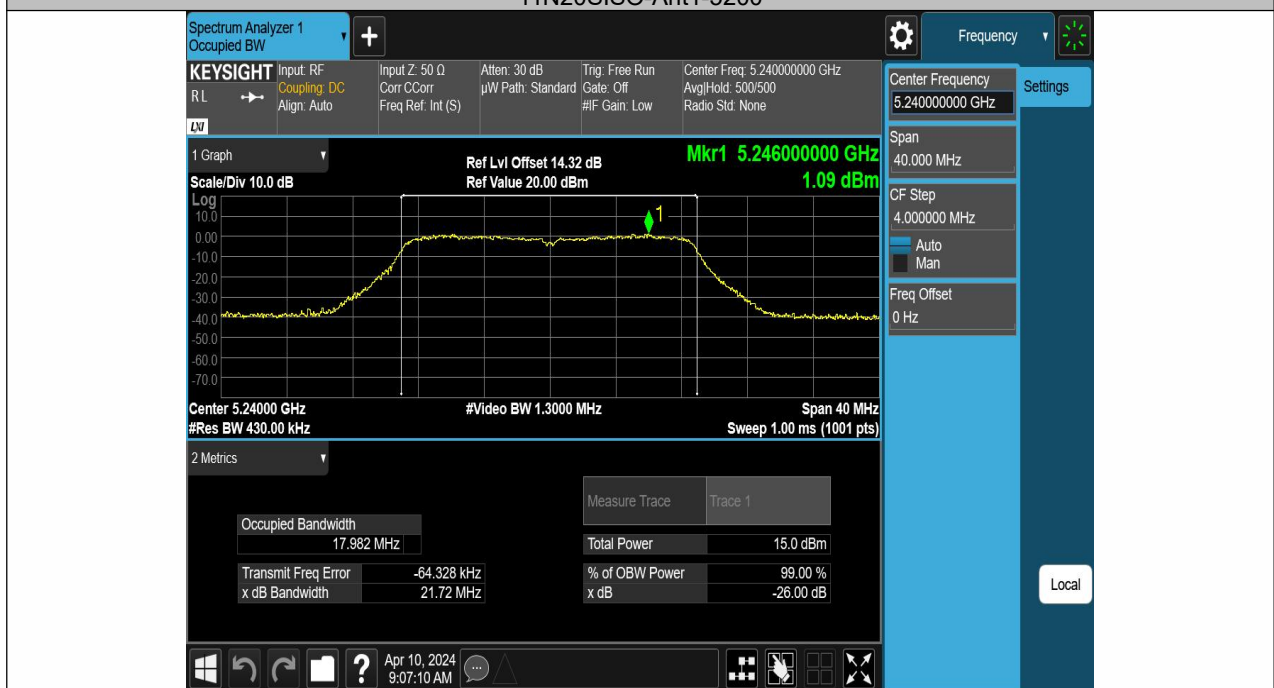 Spectrum Analyzer 1
Occupied BW
Frequency
KEYSIGHT Input: RF Input Z: 50 Ω Atten: 30 dB Trig: Free Run Center Freq: 5.240000000 GHz
RL Coupling: DC Corr CCorr µW Path: Standard Gate: Off Avg|Hold: 500/500
Align: Auto Freq Ref: Int (S) #IF Gain: Low Radio Std: None
LXI
Center Frequency
5.240000000 GHz
Settings
Span
40.000 MHz
CF Step
4.000000 MHz
Auto
Man
Freq Offset
0 Hz
Local
1 Graph Ref Lvl Offset 14.32 dB Mkr1 5.246000000 GHz
Scale/Div 10.0 dB Ref Value 20.00 dBm 1.09 dBm
Log
10.0
0.00
-10.0
-20.0
-30.0
-40.0
-50.0
-60.0
-70.0
1
Center 5.24000 GHz #Video BW 1.3000 MHz Span 40 MHz
#Res BW 430.00 kHz Sweep 1.00 ms (1001 pts)
2 Metrics
Measure Trace Trace 1
Occupied Bandwidth
17.982 MHz Total Power 15.0 dBm
Transmit Freq Error -64.328 kHz % of OBW Power 99.00 %
x dB Bandwidth 21.72 MHz x dB -26.00 dB
Apr 10, 2024
9:07:10 AM